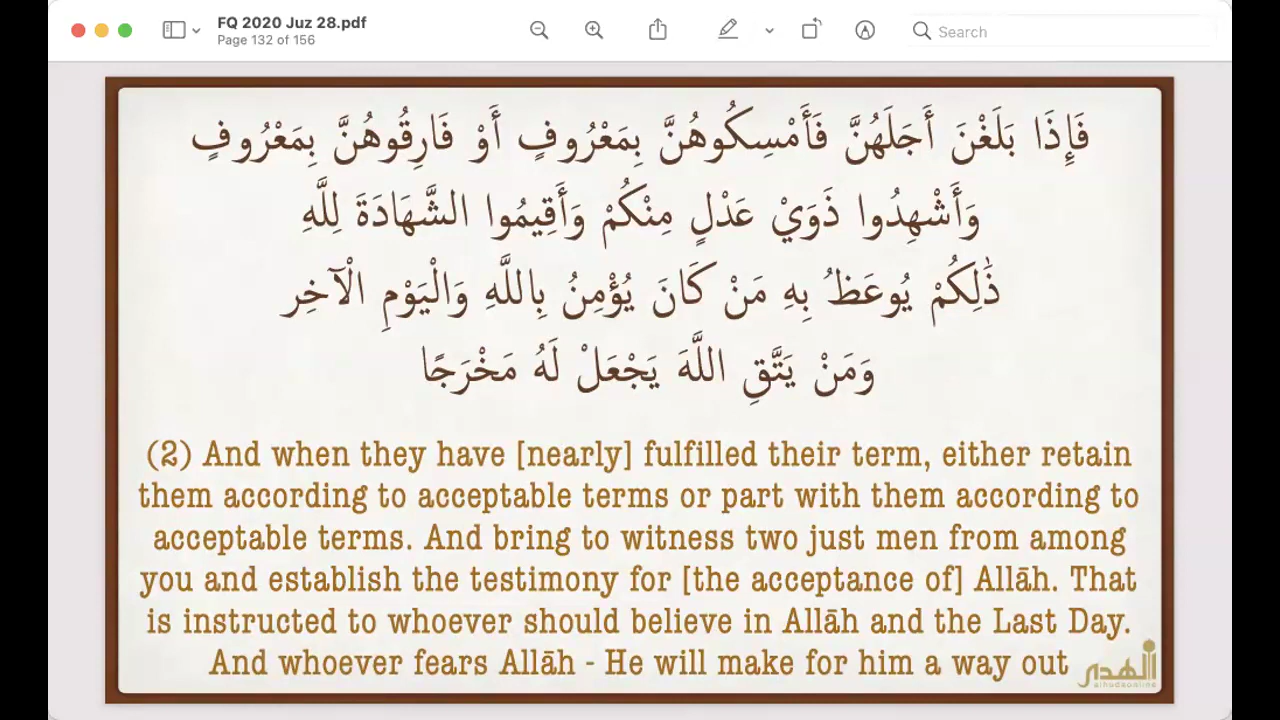 FQ 2020 Juz 28.pdf
Page 132 of 156
Search
فَإِذَا بَلَغْنَ أَجَلَهُنَّ فَأَمْسِكُوهُنَّ بِمَعْرُوفٍ أَوْ فَارِقُوهُنَّ بِمَعْرُوفٍ
وَأَشْهِدُوا ذَوَيْ عَدْلٍ مِنْكُمْ وَأَقِيمُوا الشَّهَادَةَ لِلَّهِ
ذَٰلِكُمْ يُوعَظُ بِهِ مَنْ كَانَ يُؤْمِنُ بِاللَّهِ وَالْيَوْمِ الْآخِرِ
وَمَنْ يَتَّقِ اللَّهَ يَجْعَلْ لَهُ مَخْرَجًا
(2) And when they have [nearly] fulfilled their term, either retain
them according to acceptable terms or part with them according to
acceptable terms. And bring to witness two just men from among
you and establish the testimony for [the acceptance of] Allāh. That
is instructed to whoever should believe in Allāh and the Last Day.
And whoever fears Allāh - He will make for him a way out
الهدى
alhudaonline